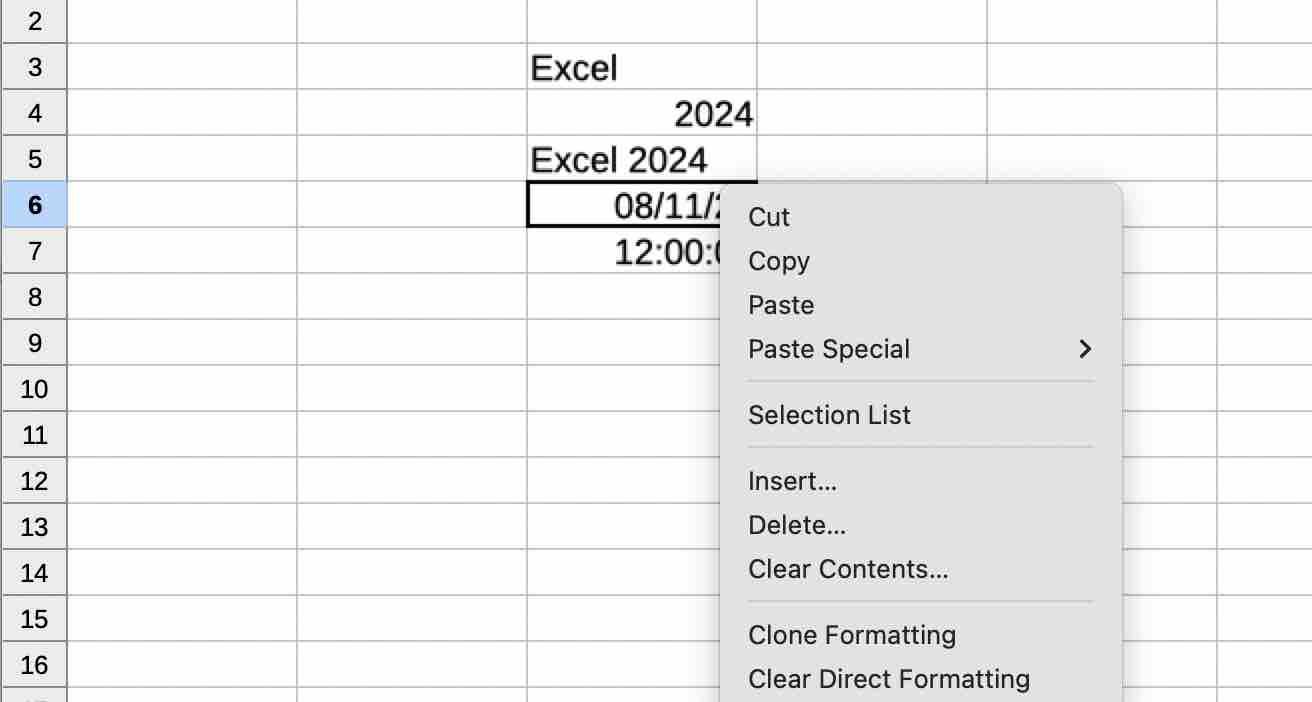 2
3 Excel
4 2024
5 Excel 2024
6 08/11/
7 12:00:
8
9
10
11
12
13
14
15
16
Cut
Copy
Paste
Paste Special
Selection List
Insert...
Delete...
Clear Contents...
Clone Formatting
Clear Direct Formatting